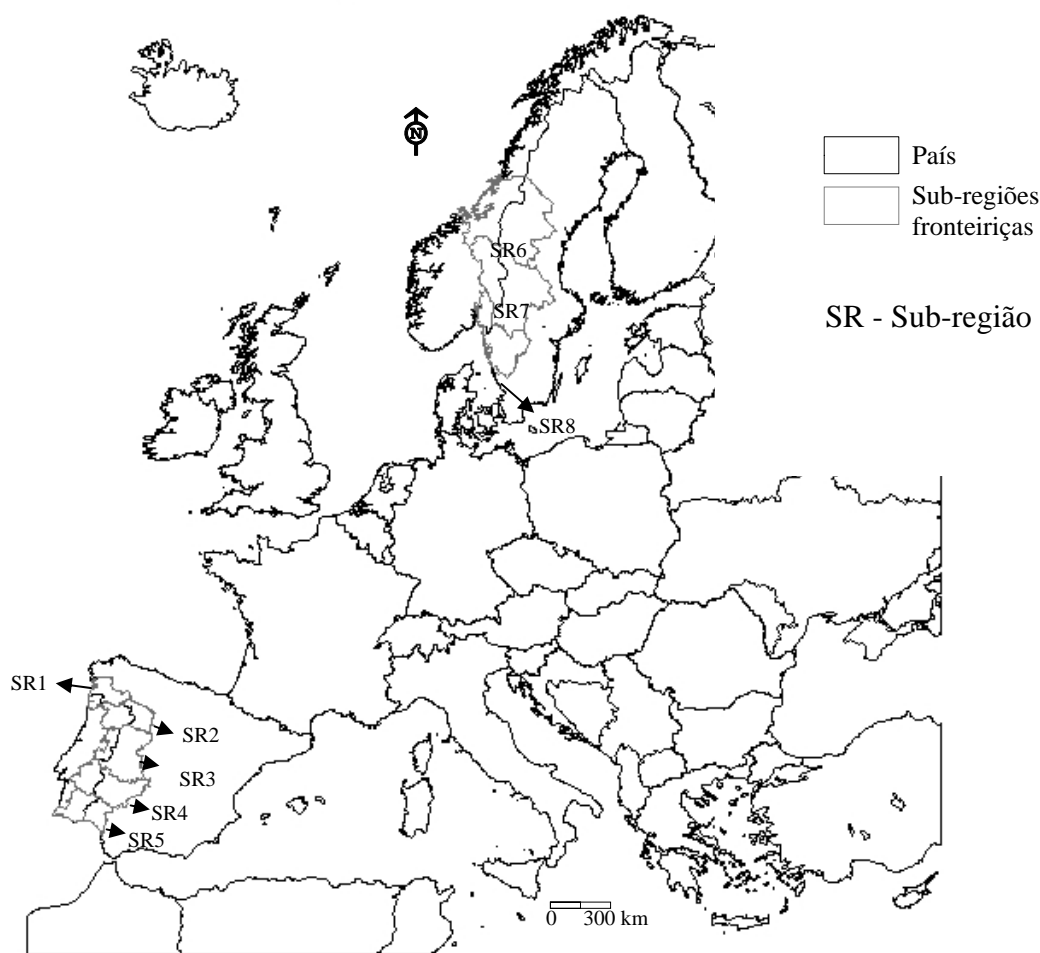 N
País
Sub-regiões
fronteiriças
SR6
SR7
SR - Sub-região
SR8
SR1
SR2
SR3
SR4
SR5
0 300 km